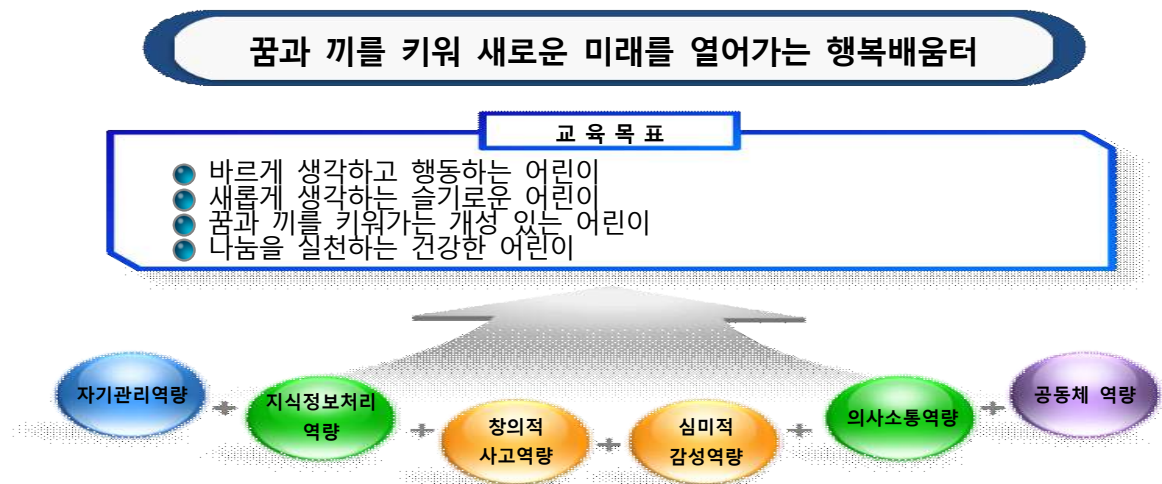 꿈과 끼를 키워 새로운 미래를 열어가는 행복배움터
교 육 목 표
바르게 생각하고 행동하는 어린이
새롭게 생각하는 슬기로운 어린이
꿈과 끼를 키워가는 개성 있는 어린이
나눔을 실천하는 건강한 어린이
자기관리역량
지식정보처리
역량
창의적
사고역량
심미적
감성역량
의사소통역량
공동체 역량